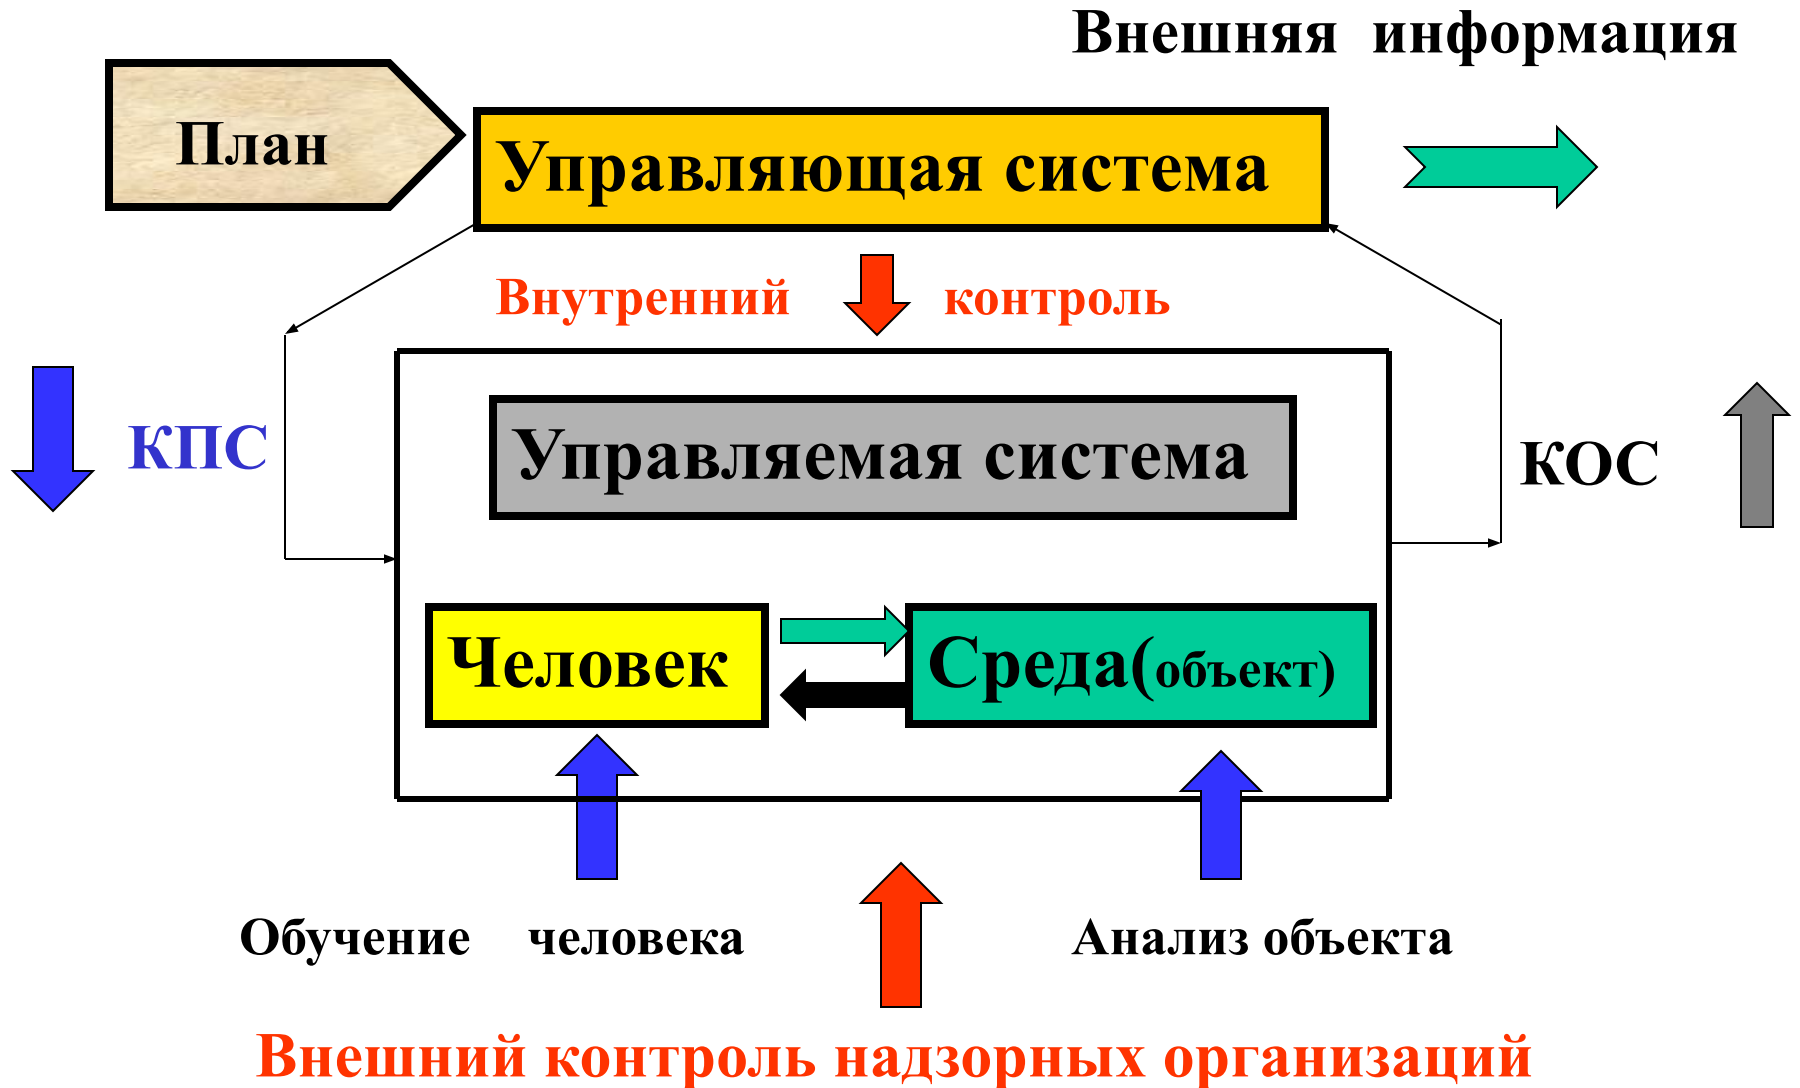 Внешняя информация
План
Управляющая система
Внутренний контроль
КПС
Управляемая система
КОС
Человек
Среда(объект)
Обучение человека
Анализ объекта
Внешний контроль надзорных организаций